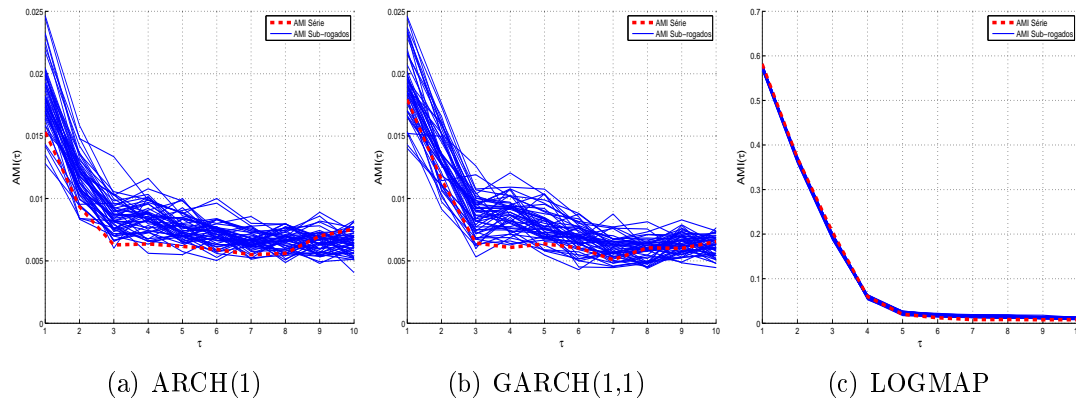 0.025
0.02
0.015
0.01
0.005
0
AMI(τ)
1 2 3 4 5 6 7 8 9 10
τ
AMI Série
AMI Sub-rogados
(a) ARCH(1)
0.025
0.02
0.015
0.01
0.005
0
AMI(τ)
1 2 3 4 5 6 7 8 9 10
τ
AMI Série
AMI Sub-rogados
(b) GARCH(1,1)
0.7
0.6
0.5
0.4
0.3
0.2
0.1
0
AMI(τ)
1 2 3 4 5 6 7 8 9 1
τ
AMI Série
AMI Sub-rogados
(c) LOGMAP